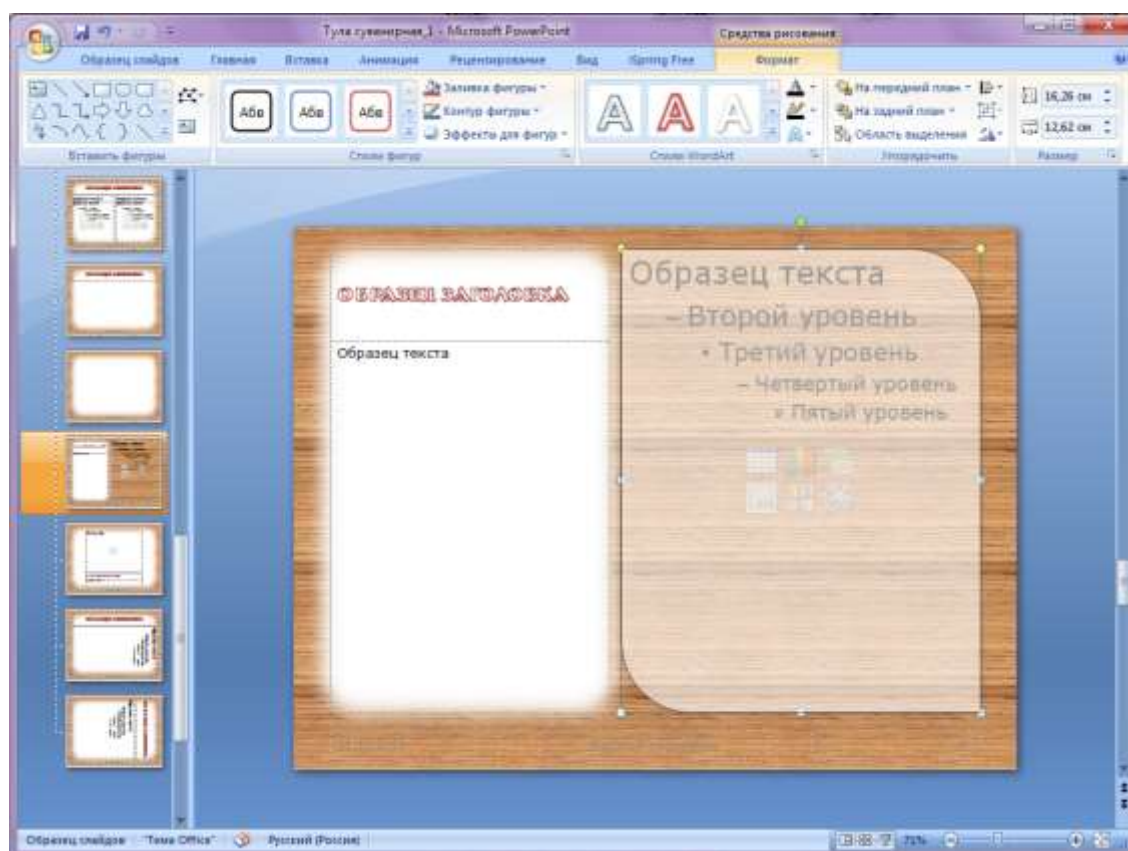 Тула сувенирная_1 - Microsoft PowerPoint
Средства рисования
Образец слайдов Главная Вставка Анимация Рецензирование Вид iSpring Free Формат
Абв Абв Абв
Заливка фигуры
Контур фигуры
Эффекты для фигур
А А А
На передний план
На задний план
Область выделения
16,26 см
12,62 см
Вставить фигуры Стили фигур Стили WordArt Упорядочить Размер
ОБРАЗЕЦ ЗАГОЛОВКА
Образец текста
Образец текста
– Второй уровень
• Третий уровень
– Четвертый уровень
» Пятый уровень
Образец слайдов "Тема Office" Русский (Россия) 71%